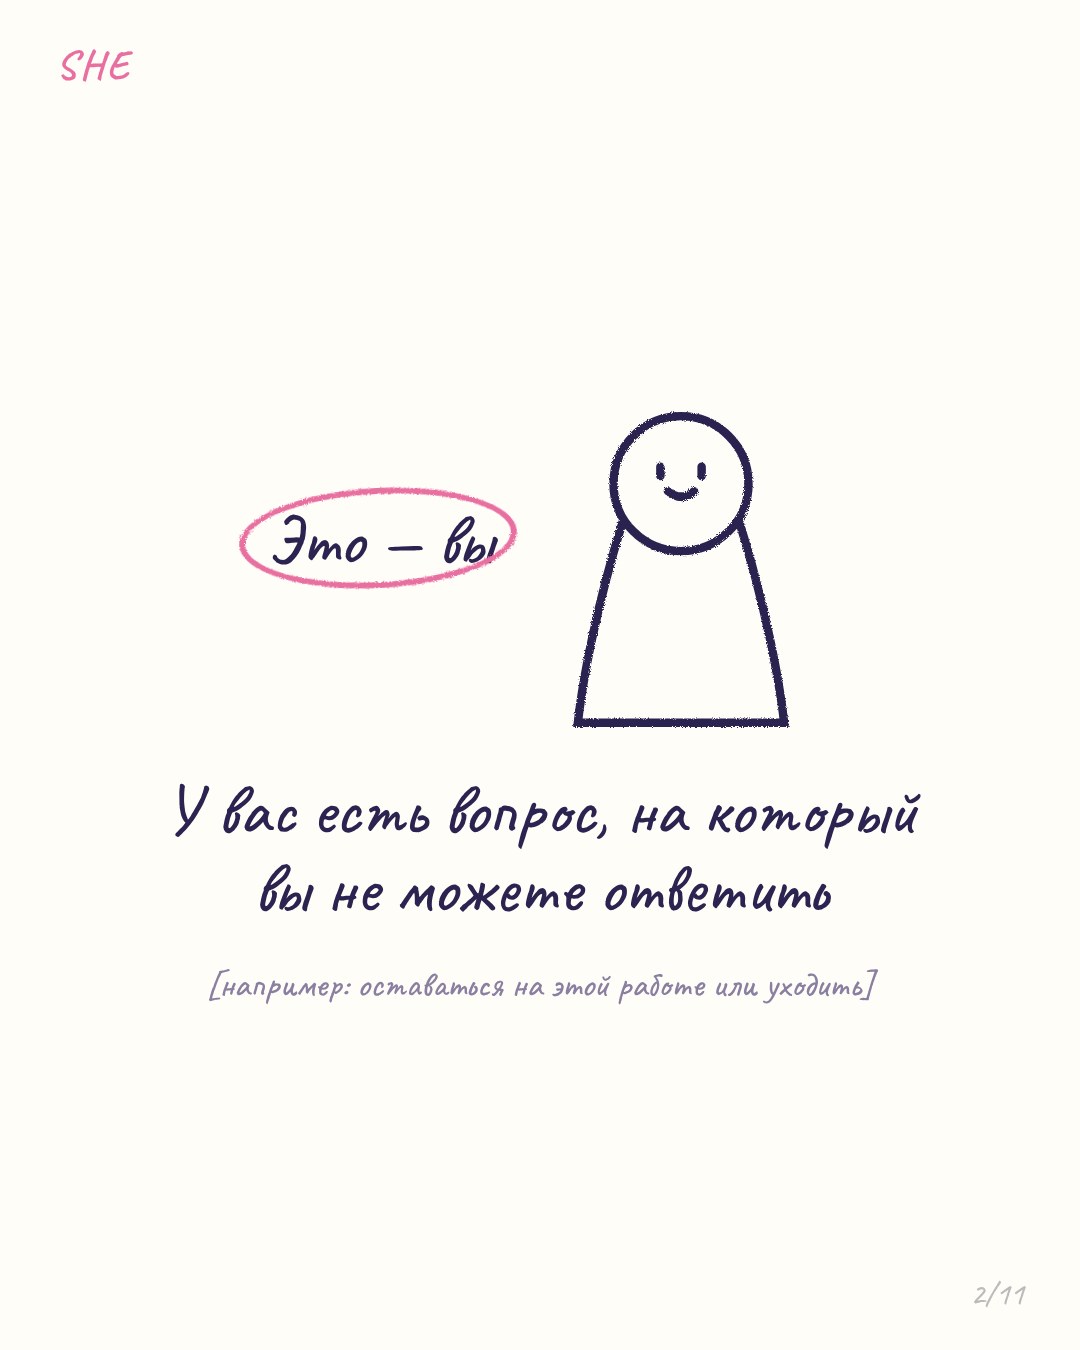 SHE
Это — вы
У вас есть вопрос, на который
вы не можете ответить
[например: оставаться на этой работе или уходить]
2/11